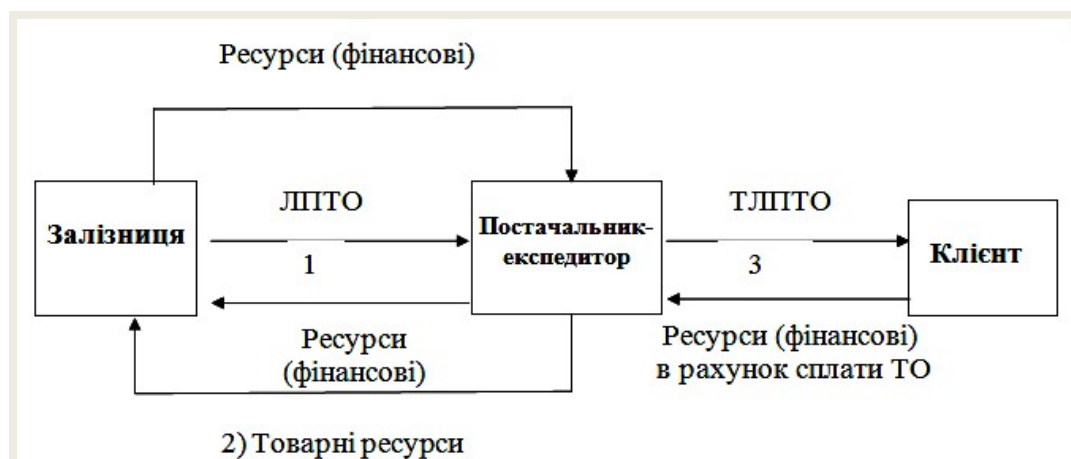 Ресурси (фінансові)
Залізниця
ЛПТО
1
Постачальник-
експедитор
ТЛПТО
3
Клієнт
Ресурси
(фінансові)
Ресурси (фінансові)
в рахунок сплати ТО
2) Товарні ресурси